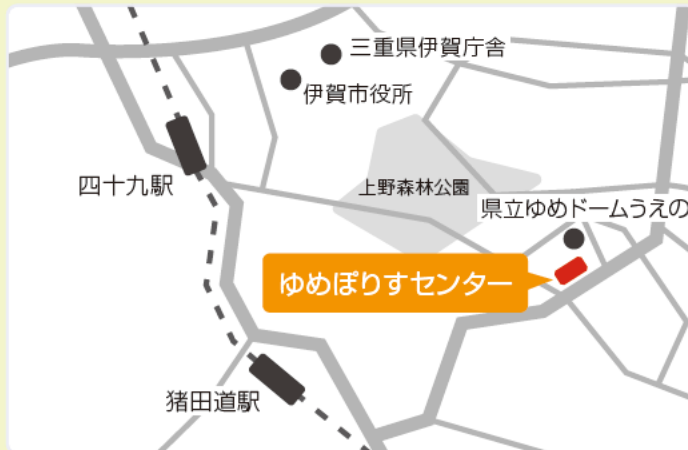 三重県伊賀庁舎
伊賀市役所
四十九駅
上野森林公園
県立ゆめドームうえの
ゆめぽりすセンター
猪田道駅